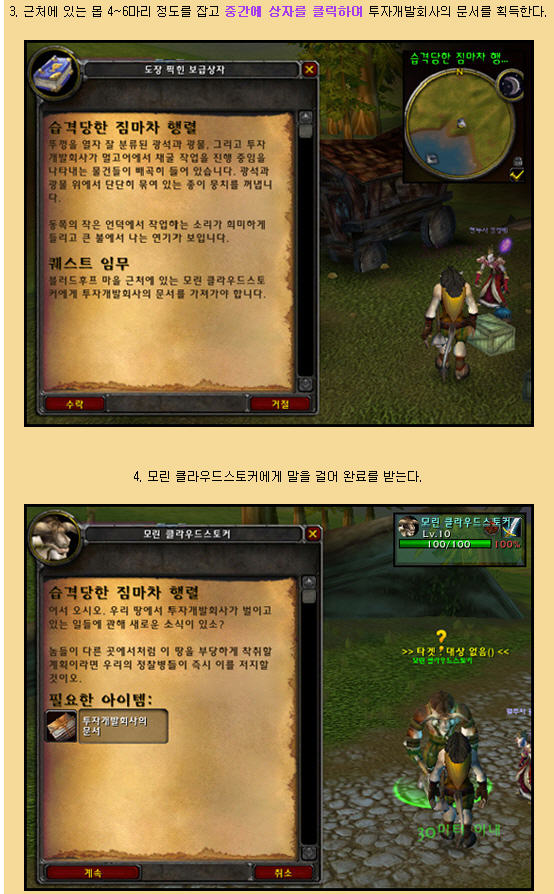 3. 근처에 있는 몹 4~6마리 정도를 잡고 중간에 상자를 클릭하며 투자개발회사의 문서를 획득한다.
도장 찍힌 보급상자
습격당한 짐마차 행...
N
습격당한 짐마차 행렬
뚜껑을 열자 잘 분류된 광석과 광물, 그리고 투자
개발회사가 멀고어에서 채굴 작업을 진행 중임을
나타내는 물건들이 빼곡히 들어 있습니다. 광석과
광물 위에서 단단히 묶여 있는 종이 뭉치를 꺼냅니
다.
동쪽의 작은 언덕에서 작업하는 소리가 희미하게
들리고 큰 불에서 나는 연기가 보입니다.
퀘스트 임무
블러드후프 마을 근처에 있는 모린 클라우드스토
커에게 투자개발회사의 문서를 가져가야 합니다.
수락
거절
4. 모린 클라우드스토커에게 말을 걸어 완료를 받는다.
모린 클라우드스토커
모린 클라우드스토커
Lv.10
100/100
100%
습격당한 짐마차 행렬
어서 오시오. 우리 땅에서 투자개발회사가 벌이고
있는 일들에 관해 새로운 소식이 있소?
놈들이 다른 곳에서처럼 이 땅을 부당하게 착취할
계획이라면 우리의 정찰병들이 즉시 이를 저지할
것이오.
필요한 아이템:
투자개발회사의
문서
>> 타겟 대상 없음() <<
모린 클라우드스토커
30미터 이내
계속
취소